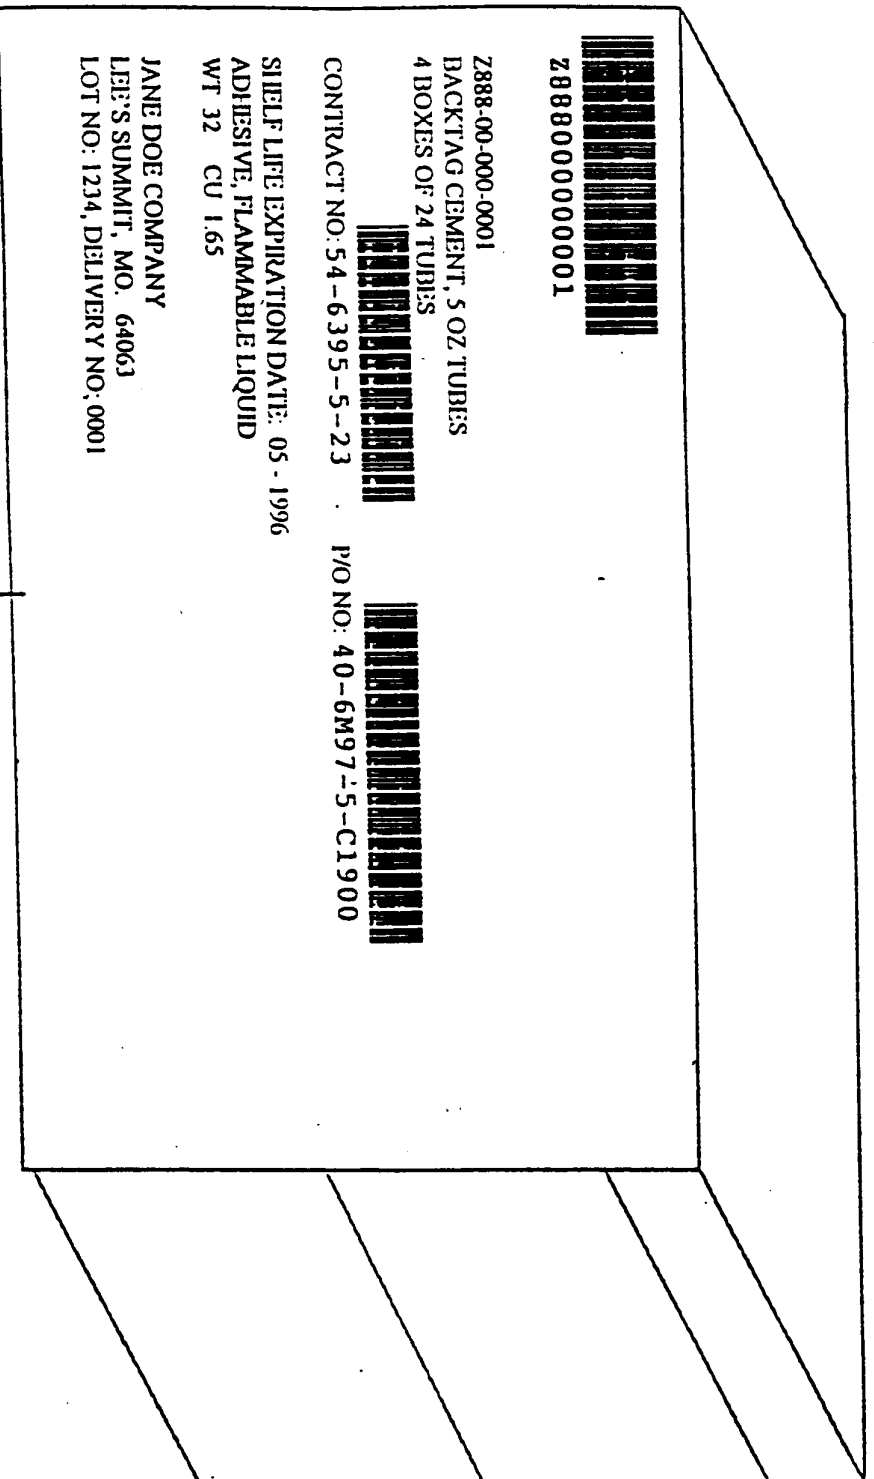 Z888000000001
Z888-00-000-0001
BACKTAG CEMENT, 5 OZ TUBES
4 BOXES OF 24 TUBES
CONTRACT NO: 54-6395-5-23 P/O NO: 40-6M97-5-C1900
SHELF LIFE EXPIRATION DATE: 05 - 1996
ADHESIVE, FLAMMABLE LIQUID
WT 32 CU 1.65
JANE DOE COMPANY
LEE'S SUMMIT, MO. 64063
LOT NO: 1234, DELIVERY NO; 0001